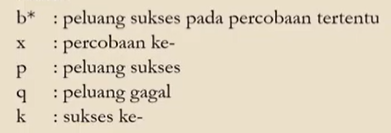 b* : peluang sukses pada percobaan tertentu
x : percobaan ke-
p : peluang sukses
q : peluang gagal
k : sukses ke-